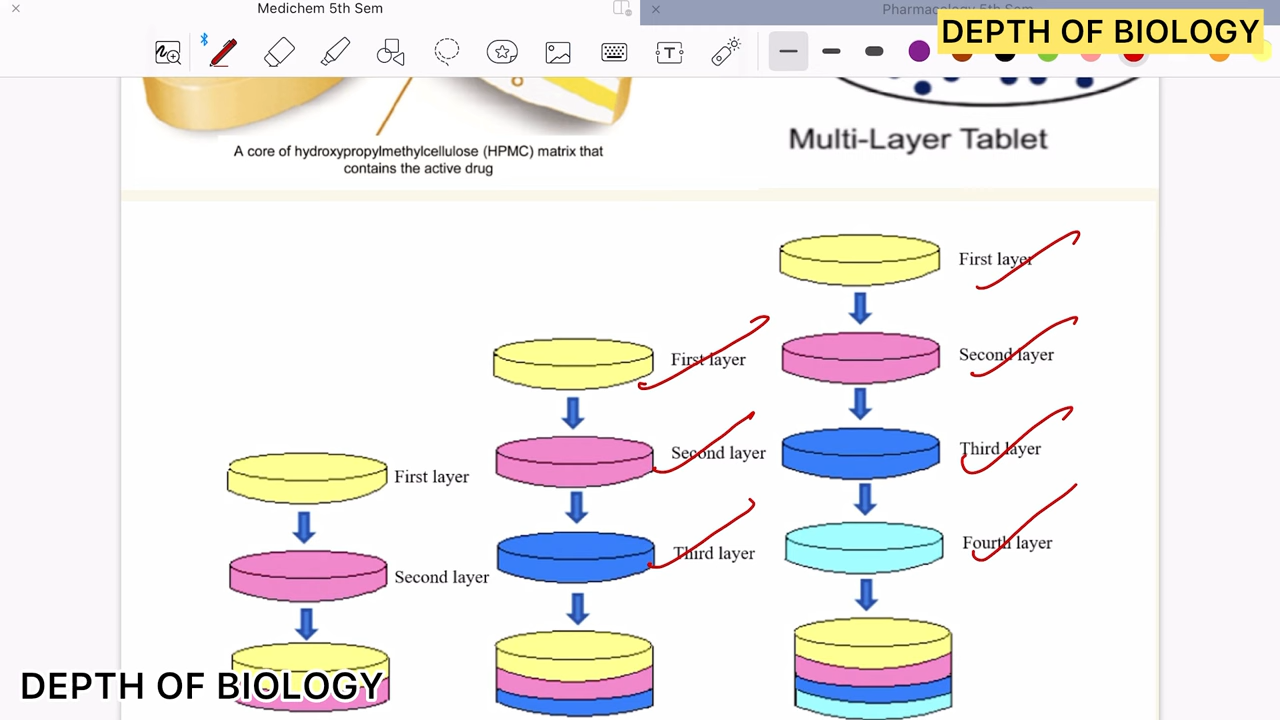 Medichem 5th Sem
Pharmacology 5th Sem
DEPTH OF BIOLOGY
A core of hydroxypropylmethylcellulose (HPMC) matrix that
contains the active drug
Multi-Layer Tablet
First layer
Second layer
First layer
Second layer
Third layer
First layer
Second layer
Third layer
Fourth layer
DEPTH OF BIOLOGY